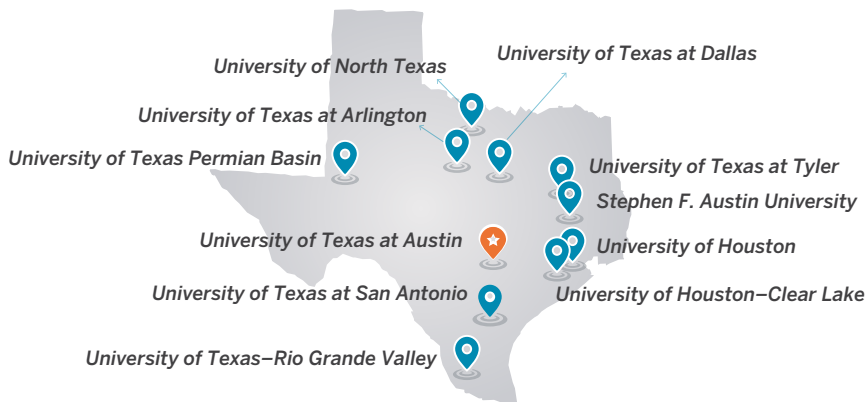 University of Texas at Dallas
University of North Texas
University of Texas at Arlington
University of Texas Permian Basin
University of Texas at Tyler
Stephen F. Austin University
University of Texas at Austin
University of Houston
University of Texas at San Antonio
University of Houston–Clear Lake
University of Texas–Rio Grande Valley